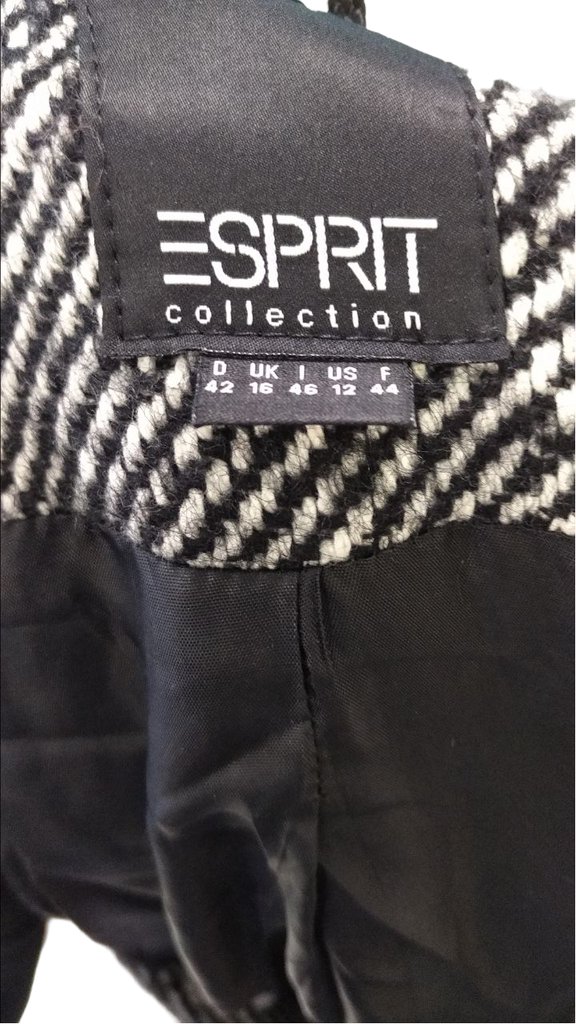 ESPRIT
collection
D UK I US F
42 16 46 12 44